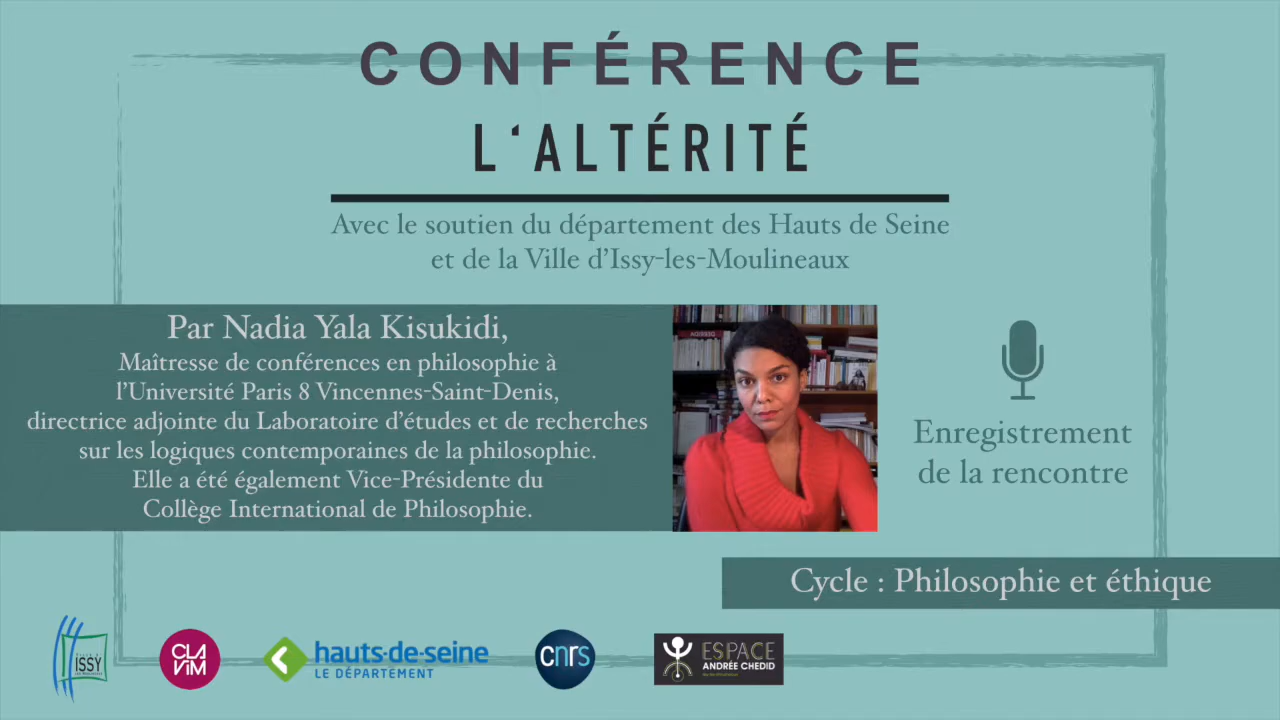 CONFÉRENCE
L'ALTÉRITÉ
Avec le soutien du département des Hauts de Seine
et de la Ville d'Issy-les-Moulineaux
Par Nadia Yala Kisukidi,
Maîtresse de conférences en philosophie à
l'Université Paris 8 Vincennes-Saint-Denis,
directrice adjointe du Laboratoire d'études et de recherches
sur les logiques contemporaines de la philosophie.
Elle a été également Vice-Présidente du
Collège International de Philosophie.
Enregistrement
de la rencontre
Cycle : Philosophie et éthique
ISSY
CLAVIM
hauts-de-seine
LE DÉPARTEMENT
cnrs
ESPACE
ANDRÉE CHEDID